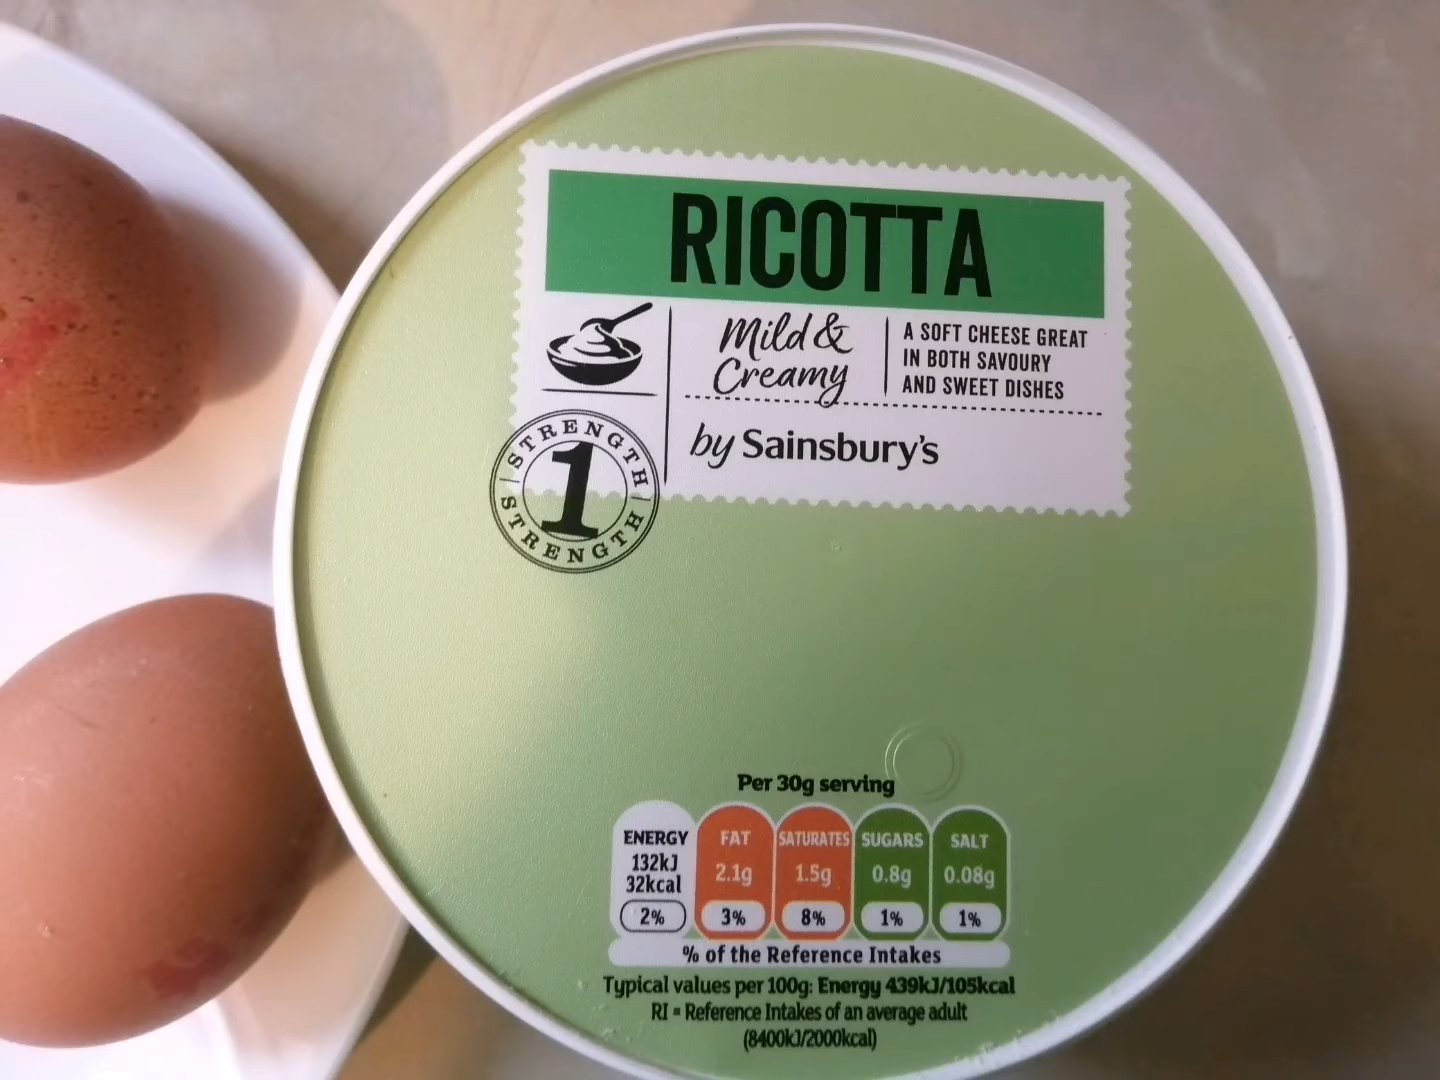 RICOTTA
Mild &
Creamy
A SOFT CHEESE GREAT
IN BOTH SAVOURY
AND SWEET DISHES
by Sainsbury's
STRENGTH
1
STRENGTH
Per 30g serving
ENERGY
132kJ
32kcal
2%
FAT
2.1g
3%
SATURATES
1.5g
8%
SUGARS
0.8g
1%
SALT
0.08g
1%
% of the Reference Intakes
Typical values per 100g: Energy 439kJ/105kcal
RI = Reference Intakes of an average adult
(8400kJ/2000kcal)